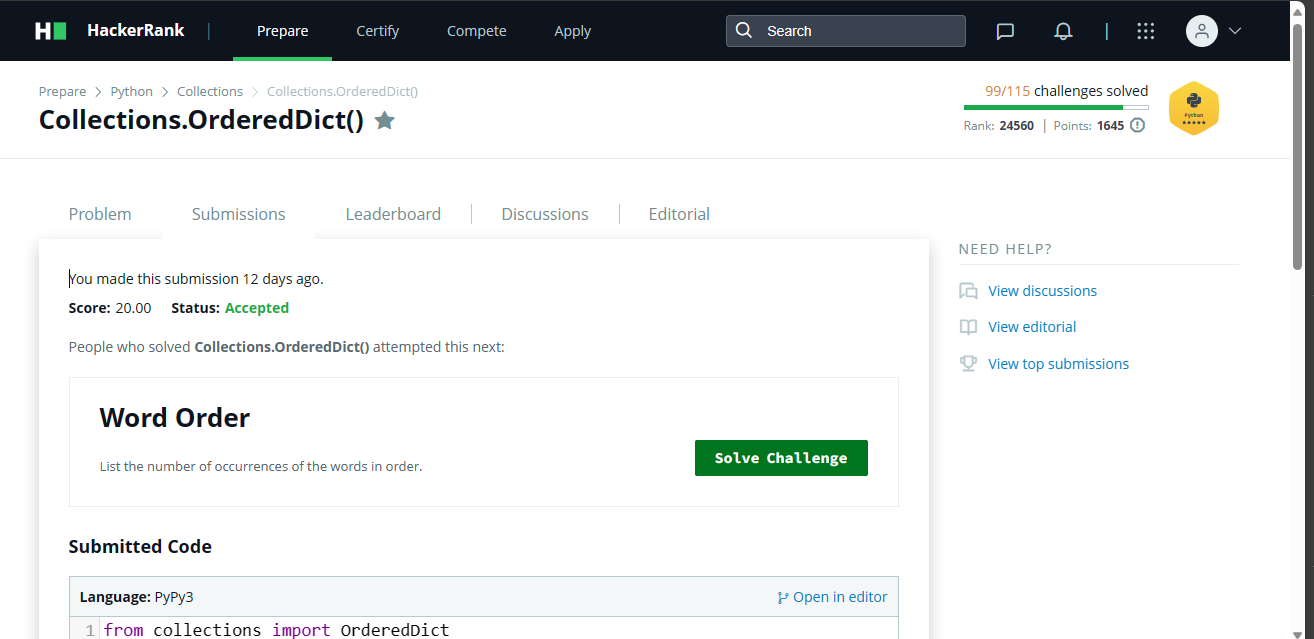 H HackerRank | Prepare Certify Compete Apply Search |
Prepare > Python > Collections > Collections.OrderedDict()
99/115 challenges solved
Collections.OrderedDict()
Python
Rank: 24560 | Points: 1645
Problem Submissions Leaderboard Discussions Editorial
NEED HELP?
You made this submission 12 days ago.
View discussions
Score: 20.00 Status: Accepted
View editorial
People who solved Collections.OrderedDict() attempted this next:
View top submissions
Word Order
Solve Challenge
List the number of occurrences of the words in order.
Submitted Code
Language: PyPy3 Open in editor
1 from collections import OrderedDict